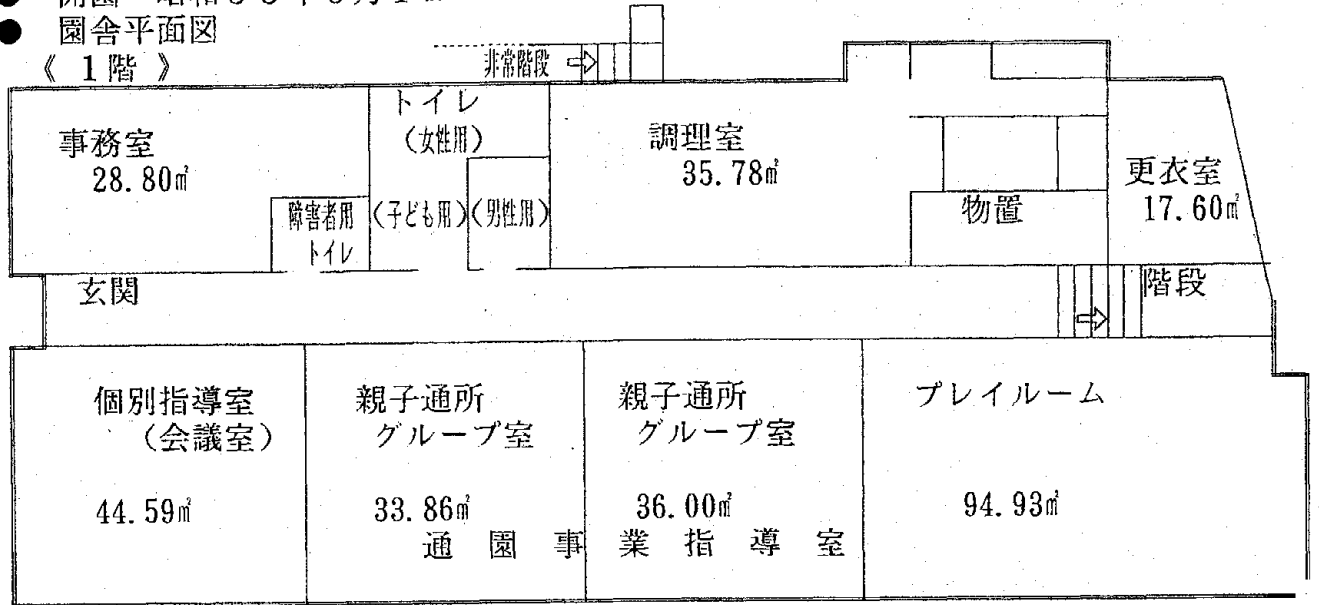 ● 園舎平面図
《 1階 》
非常階段 ⇨
事務室
28.80㎡
障害者用
トイレ
トイレ
(女性用)
(子ども用)
(男性用)
調理室
35.78㎡
物置
更衣室
17.60㎡
玄関
階段
⇨
個別指導室
(会議室)
44.59㎡
親子通所
グループ室
33.86㎡
親子通所
グループ室
36.00㎡
通園事業指導室
プレイルーム
94.93㎡